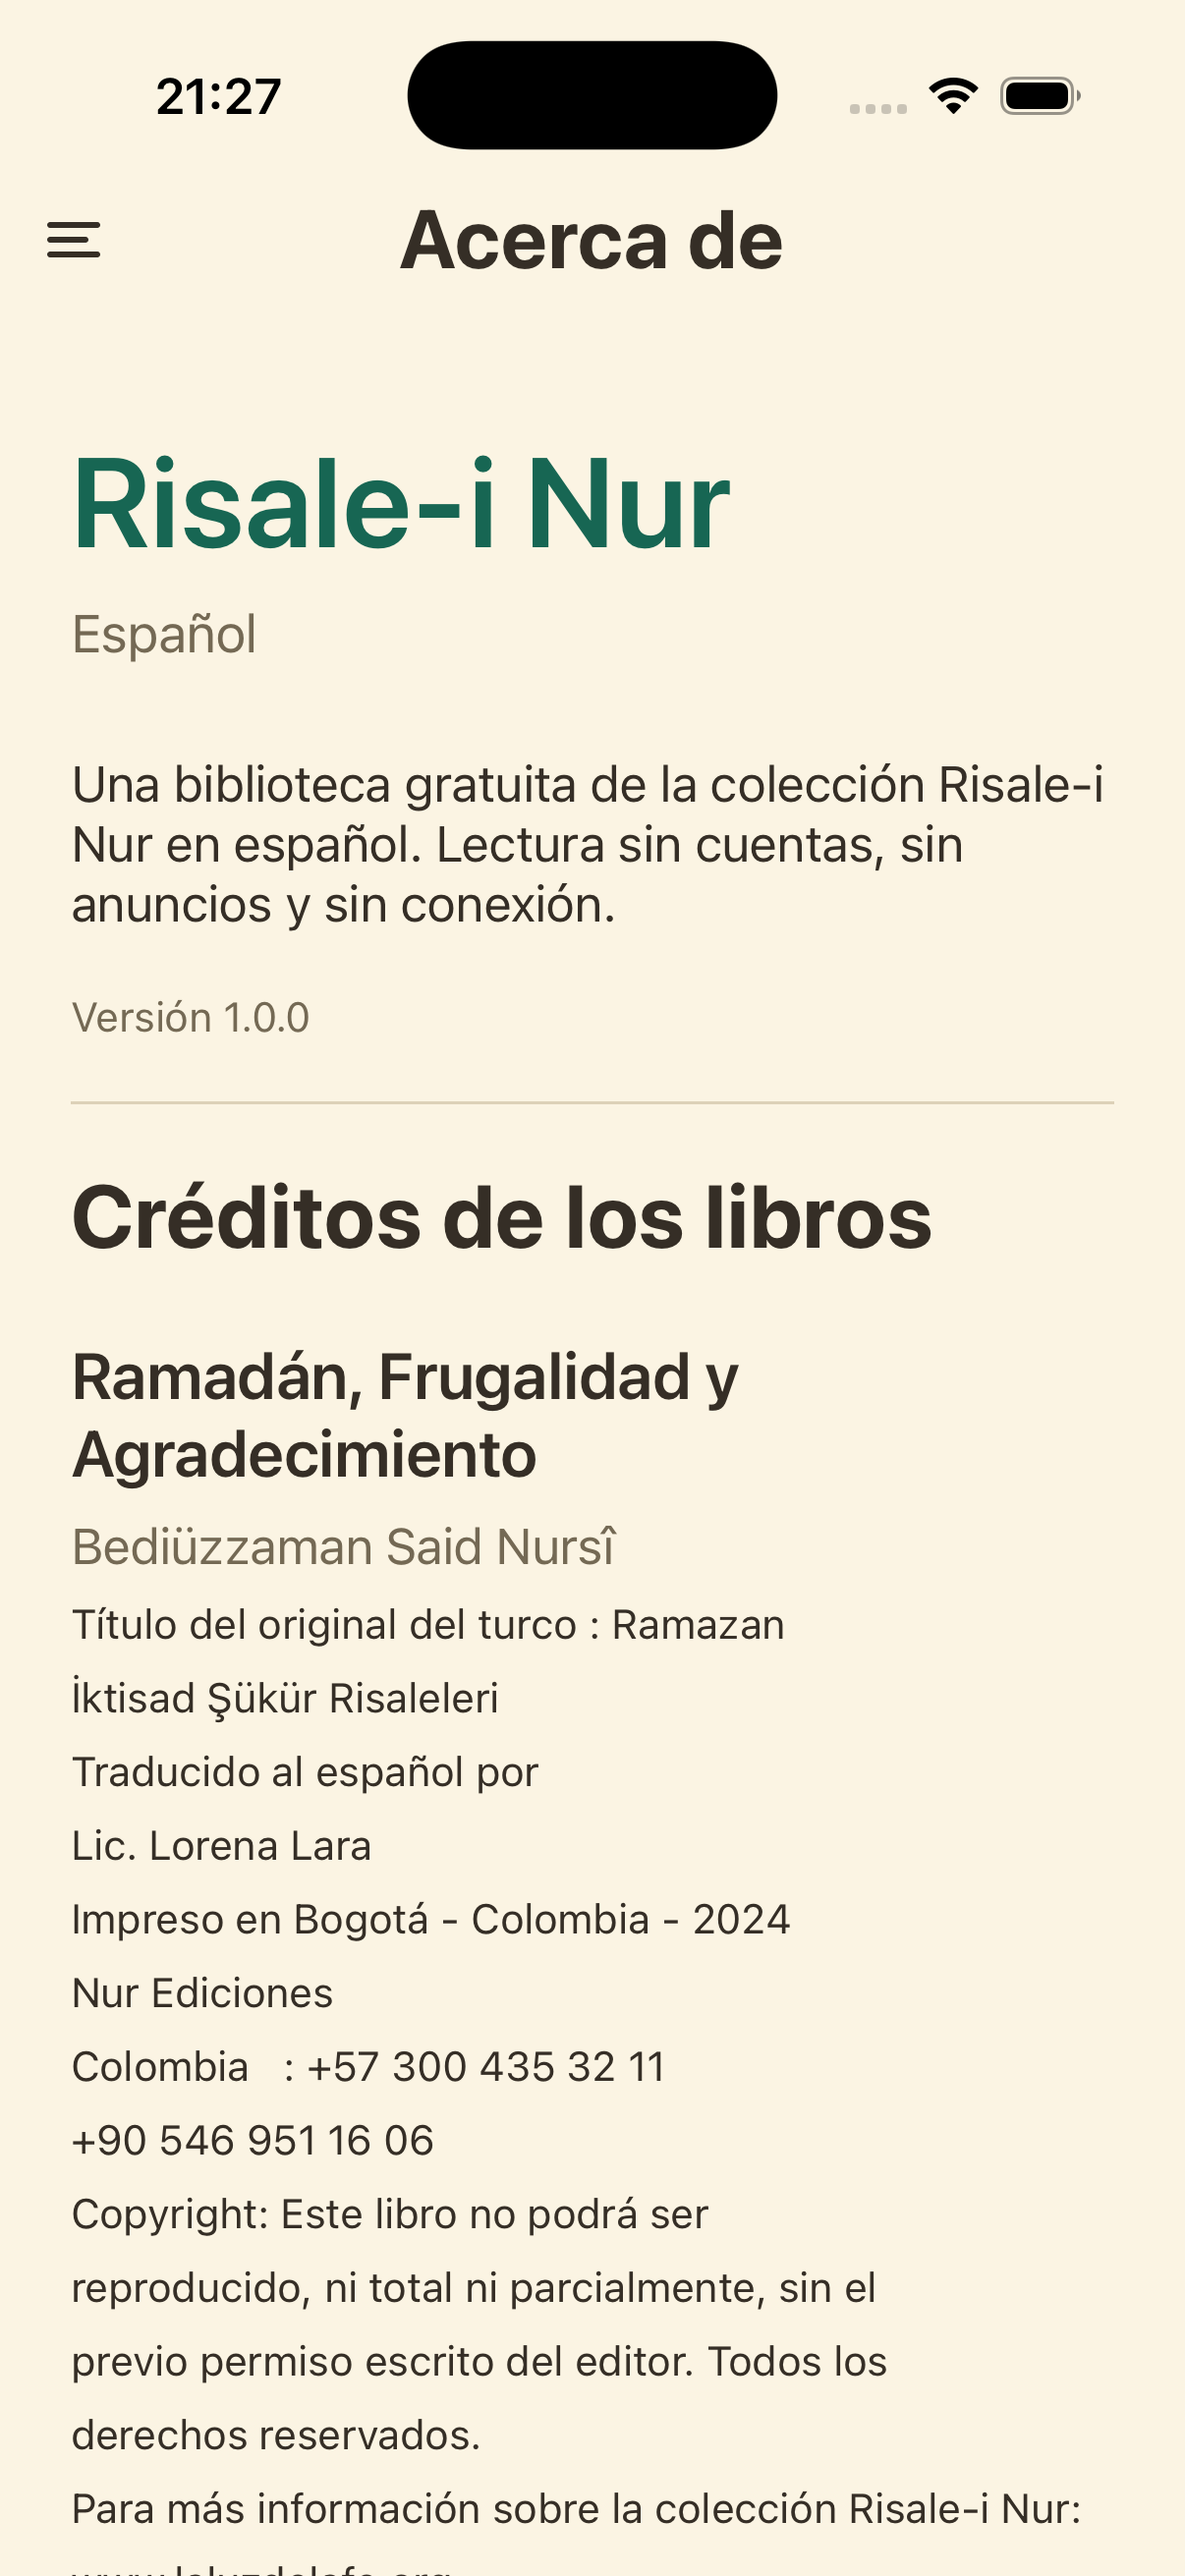 21:27
Acerca de
Risale-i Nur
Español
Una biblioteca gratuita de la colección Risale-i
Nur en español. Lectura sin cuentas, sin
anuncios y sin conexión.
Versión 1.0.0
Créditos de los libros
Ramadán, Frugalidad y
Agradecimiento
Bediüzzaman Said Nursî
Título del original del turco : Ramazan
İktisad Şükür Risaleleri
Traducido al español por
Lic. Lorena Lara
Impreso en Bogotá - Colombia - 2024
Nur Ediciones
Colombia   : +57 300 435 32 11
+90 546 951 16 06
Copyright: Este libro no podrá ser
reproducido, ni total ni parcialmente, sin el
previo permiso escrito del editor. Todos los
derechos reservados.
Para más información sobre la colección Risale-i Nur: